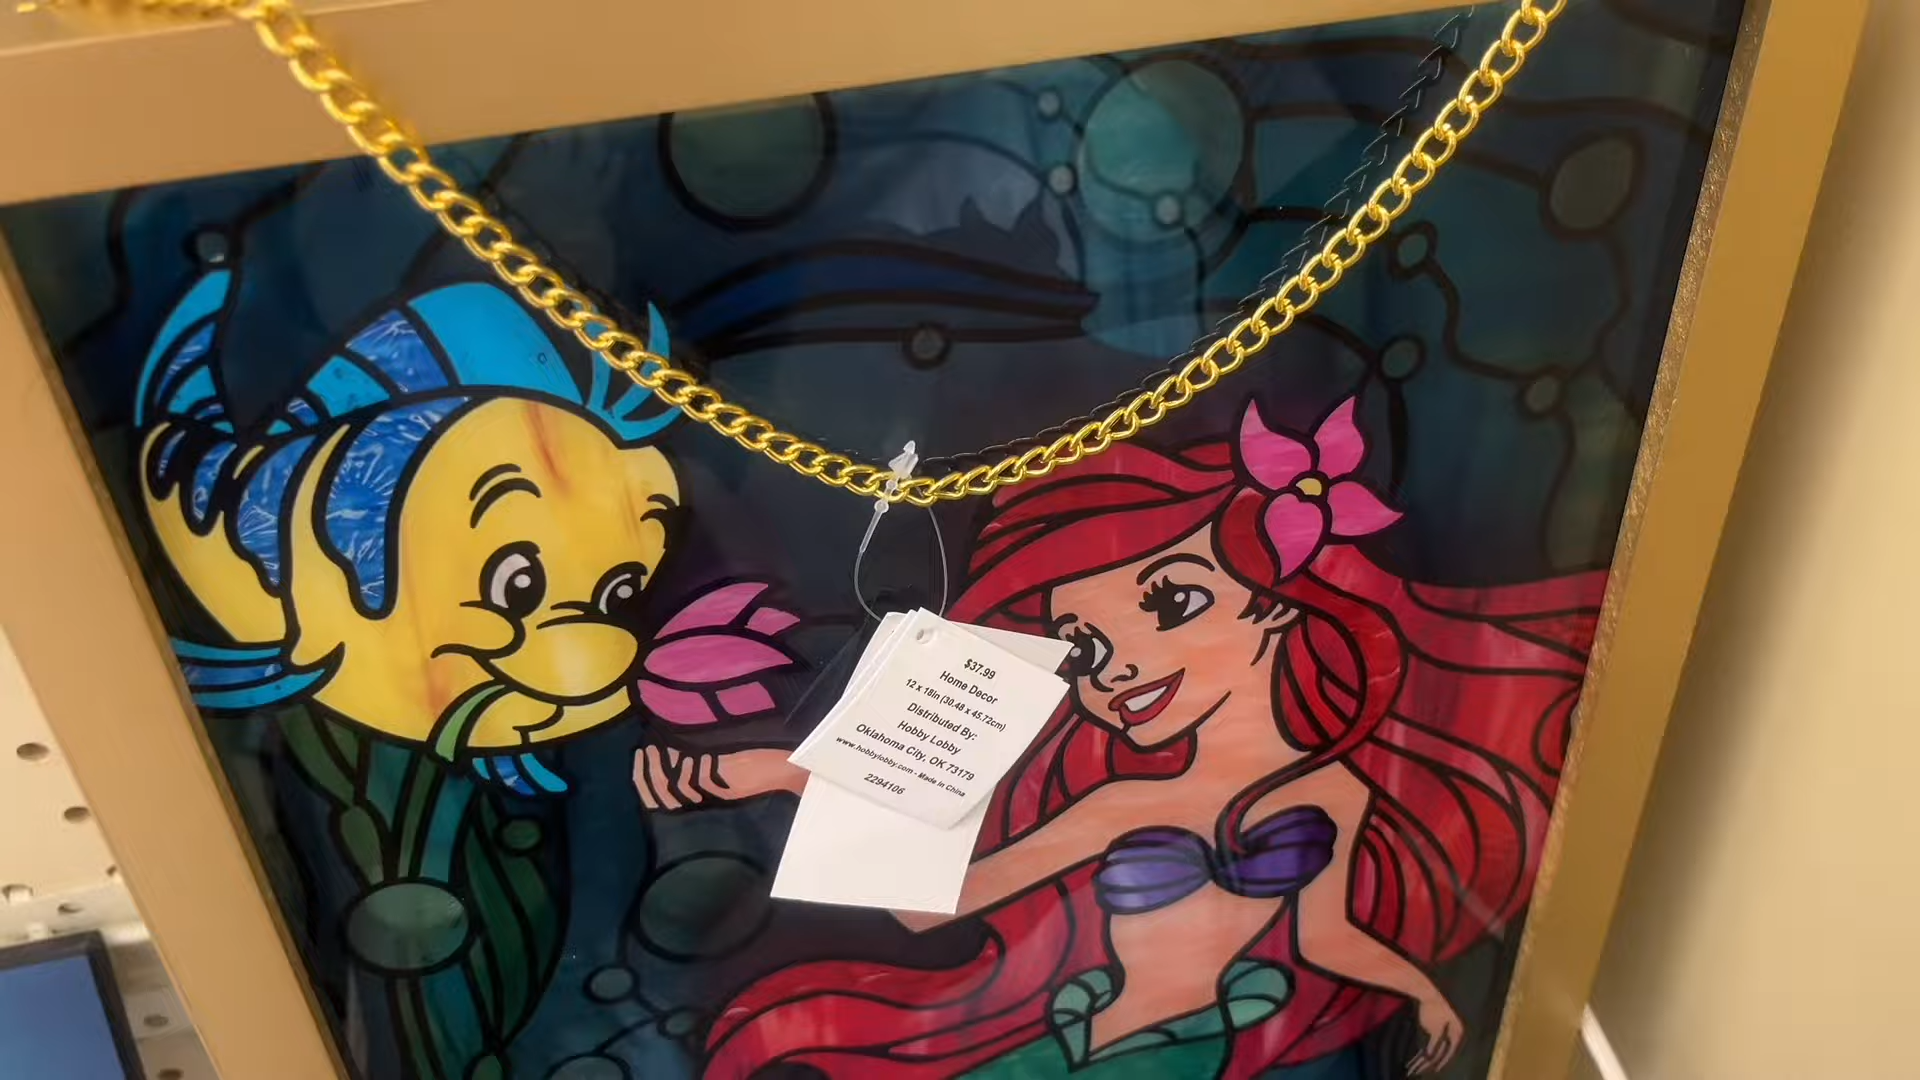 $37.99
Home Decor
12 x 18in (30.48 x 45.72cm)
Distributed By:
Hobby Lobby
Oklahoma City, OK 73179
www.hobbylobby.com - Made in China
2294106